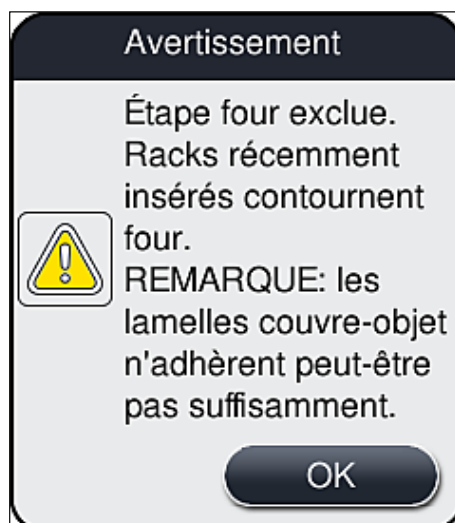 Avertissement
Étape four exclue.
Racks récemment
insérés contournent
four.
REMARQUE: les
lamelles couvre-objet
n'adhèrent peut-être
pas suffisamment.
OK